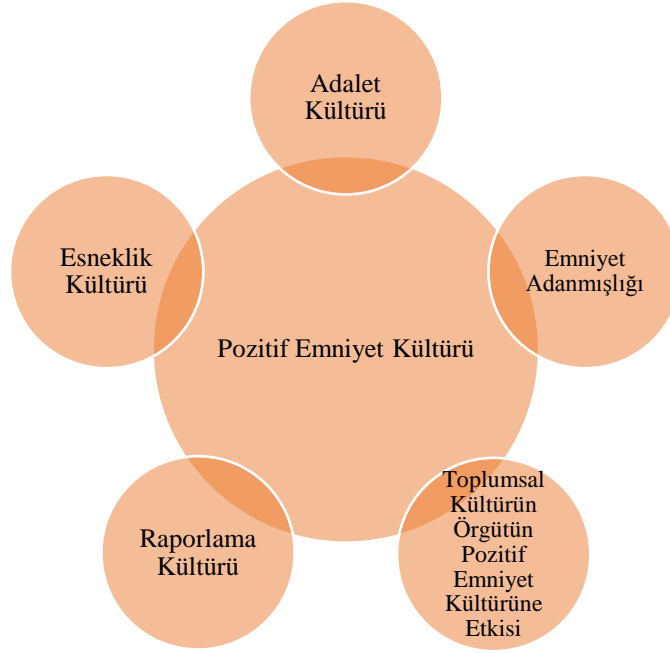 Adalet
Kültürü
Esneklik
Kültürü
Emniyet
Adanmışlığı
Pozitif Emniyet Kültürü
Raporlama
Kültürü
Toplumsal
Kültürün
Örgütün
Pozitif
Emniyet
Kültürüne
Etkisi